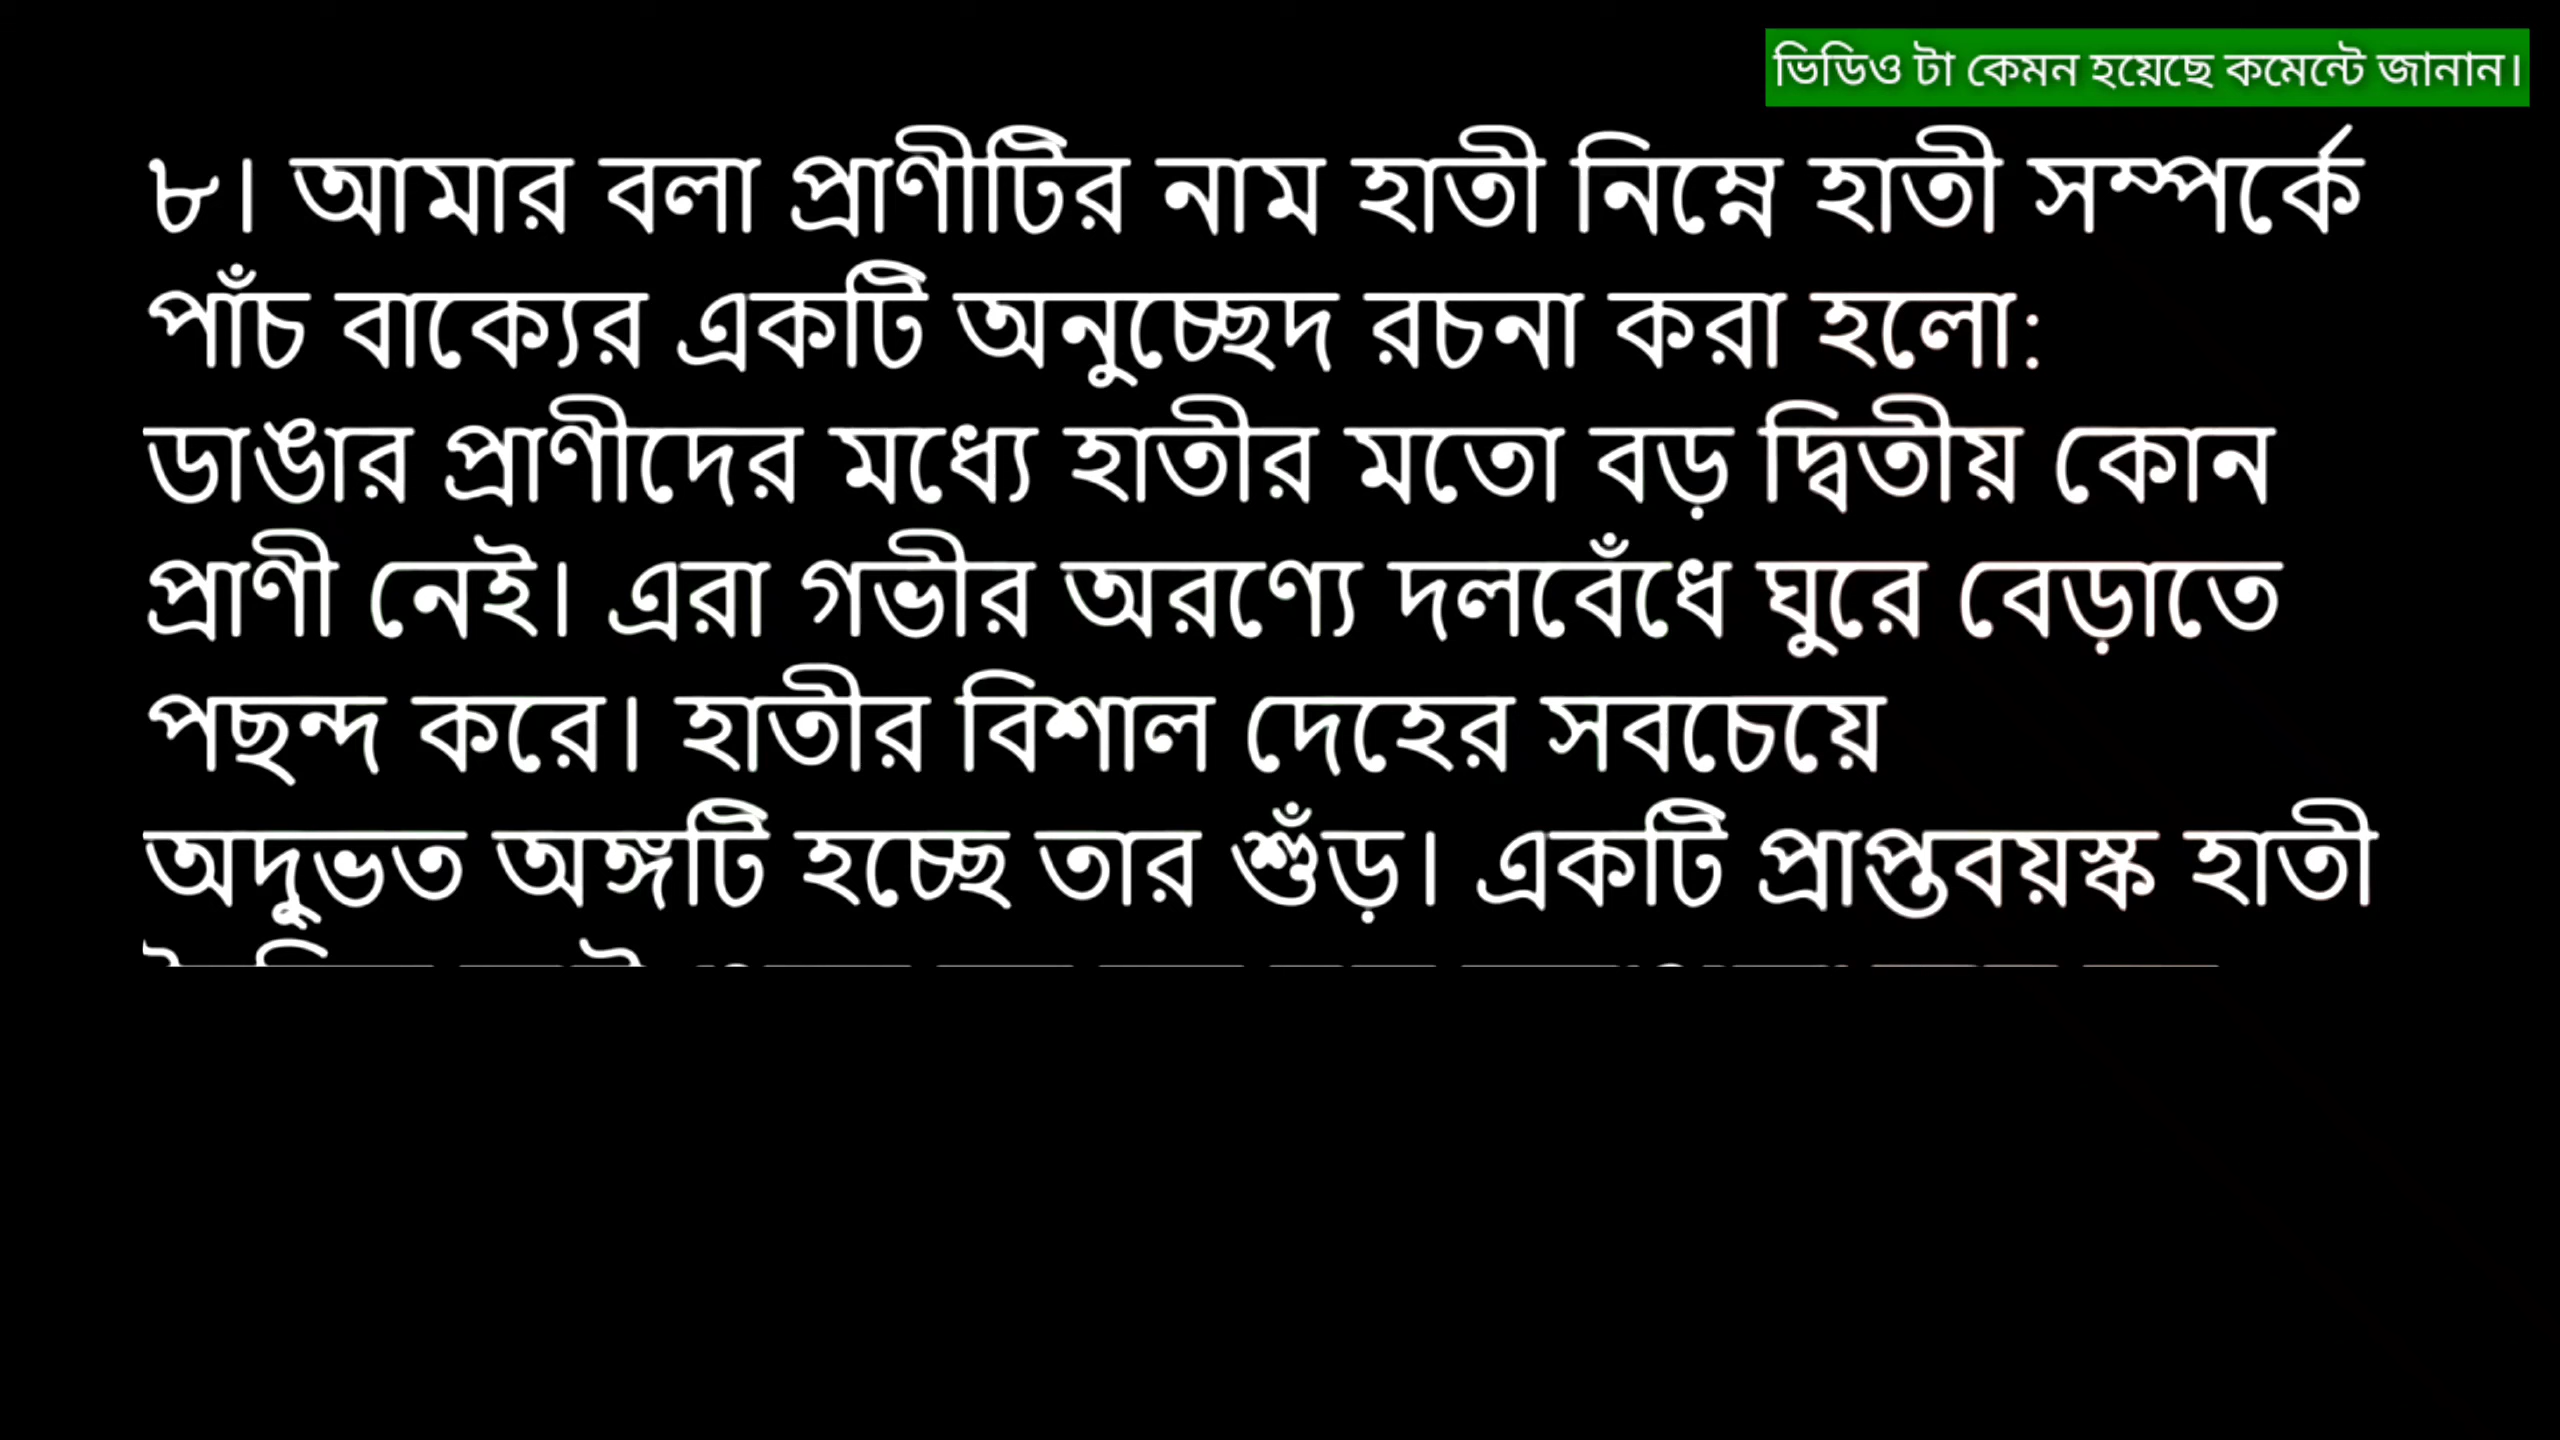 ভিডিও টা কেমন হয়েছে কমেন্টে জানান।
৮। আমার বলা প্রাণীটির নাম হাতী নিম্নে হাতী সম্পর্কে
পাঁচ বাক্যের একটি অনুচ্ছেদ রচনা করা হলো:
ডাঙার প্রাণীদের মধ্যে হাতীর মতো বড় দ্বিতীয় কোন
প্রাণী নেই। এরা গভীর অরণ্যে দলবেঁধে ঘুরে বেড়াতে
পছন্দ করে। হাতীর বিশাল দেহের সবচেয়ে
অদুভত অঙ্গটি হচ্ছে তার শুঁড়। একটি প্রাপ্তবয়স্ক হাতী